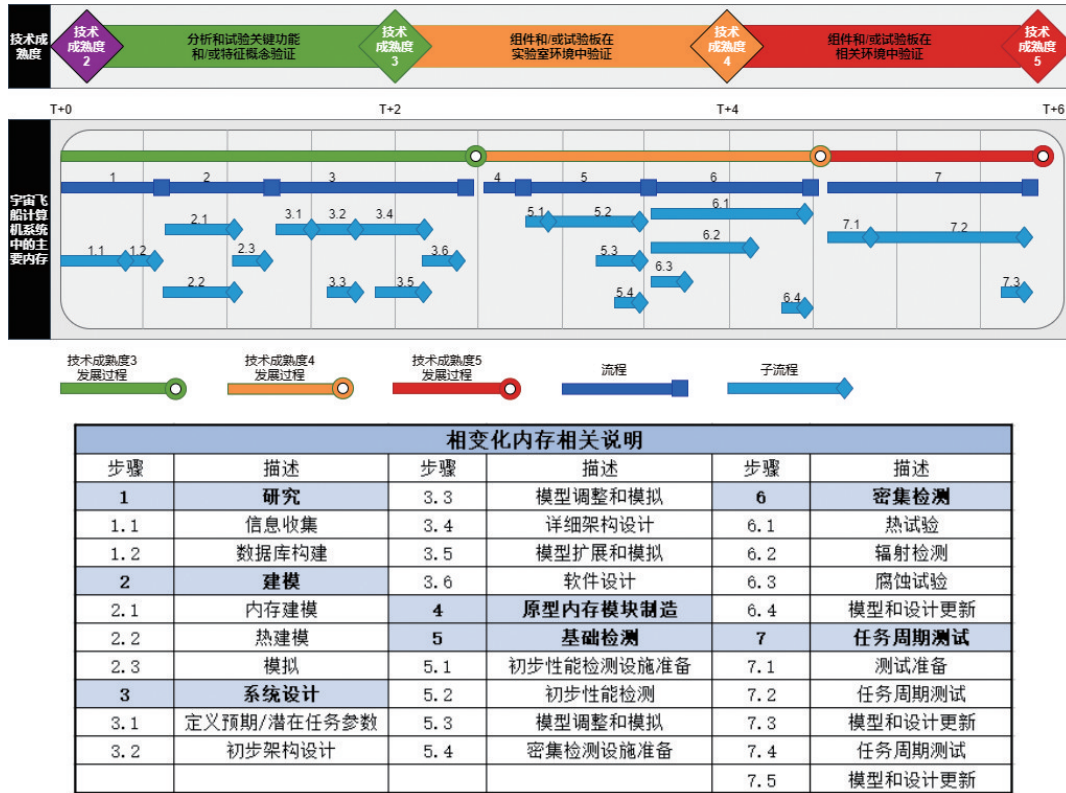 技术成
熟度
技术
成熟度
2
分析和试验关键功能
和/或特征概念验证
技术
成熟度
3
组件和/或试验板在
实验室环境中验证
技术
成熟度
4
组件和/或试验板在
相关环境中验证
技术
成熟度
5
T+0 T+2 T+4 T+6
宇宙飞
船计算
机系统
中的主
要内存
1 2 3 4 5 6 7
2.1 3.1 3.2 3.4 5.1 5.2 6.1 7.1 7.2
1.1 1.2 2.3 3.6 5.3 6.2
2.2 3.3 3.5 5.4 6.3 6.4 7.3
技术成熟度3
发展过程
技术成熟度4
发展过程
技术成熟度5
发展过程
流程
子流程
相变化内存相关说明
步骤 描述 步骤 描述 步骤 描述
1 研究 3.3 模型调整和模拟 6 密集检测
1.1 信息收集 3.4 详细架构设计 6.1 热试验
1.2 数据库构建 3.5 模型扩展和模拟 6.2 辐射检测
2 建模 3.6 软件设计 6.3 腐蚀试验
2.1 内存建模 4 原型内存模块制造 6.4 模型和设计更新
2.2 热建模 5 基础检测 7 任务周期测试
2.3 模拟 5.1 初步性能检测设施准备 7.1 测试准备
3 系统设计 5.2 初步性能检测 7.2 任务周期测试
3.1 定义预期/潜在任务参数 5.3 模型调整和模拟 7.3 模型和设计更新
3.2 初步架构设计 5.4 密集检测设施准备 7.4 任务周期测试
7.5 模型和设计更新